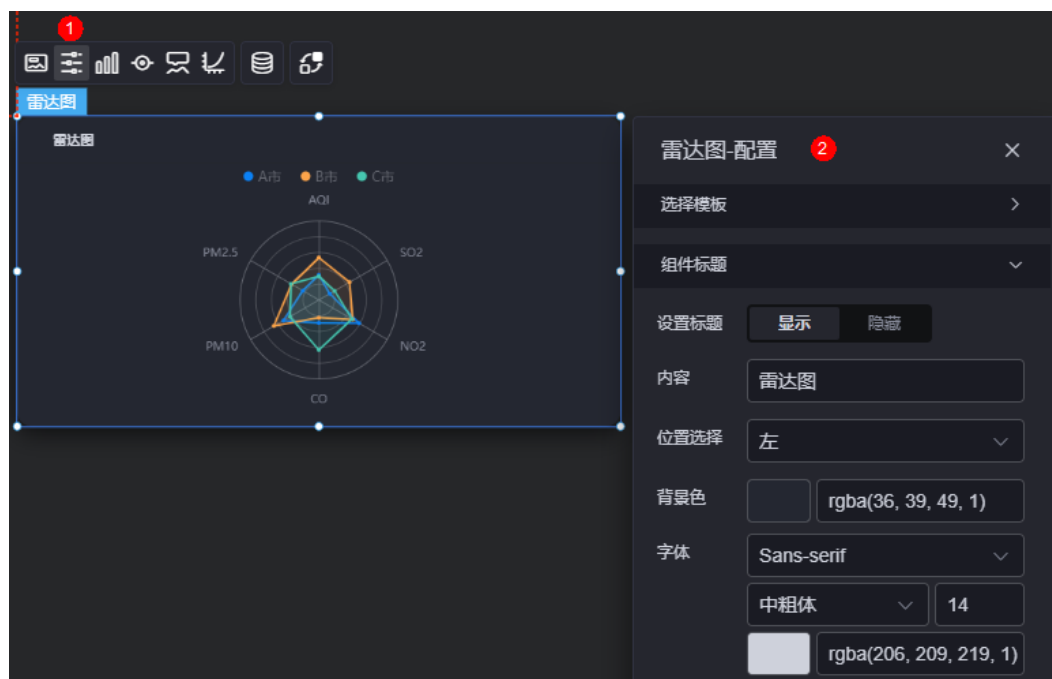 1
雷达图
雷达图
A市 B市 C市
AQI
PM2.5
SO2
PM10
NO2
CO
雷达图-配置 2
选择模板
组件标题
设置标题 显示 隐藏
内容 雷达图
位置选择 左
背景色 rgba(36, 39, 49, 1)
字体 Sans-serif
中粗体 14
rgba(206, 209, 219, 1)